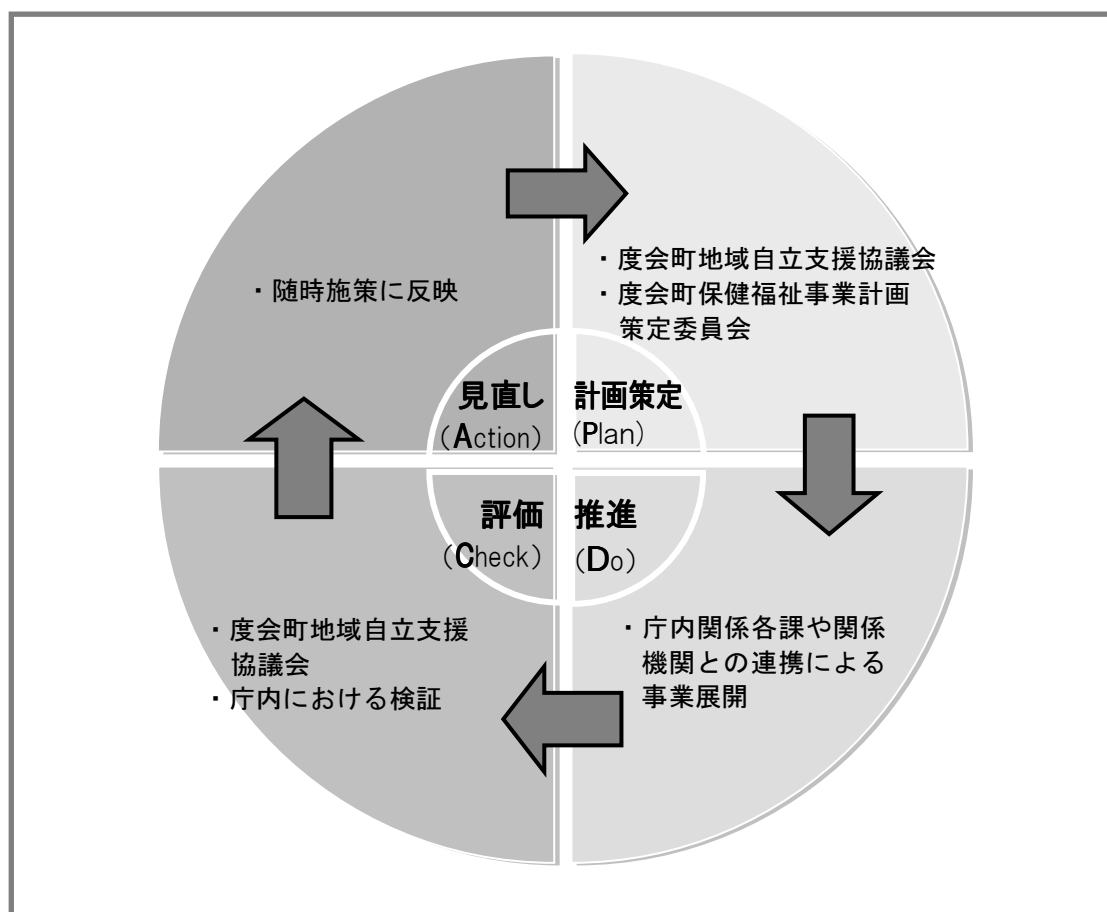 ・随時施策に反映
・度会町地域自立支援協議会
・度会町保健福祉事業計画
策定委員会
見直し
（Action）
計画策定
（Plan）
評価
（Check）
推進
（Do）
・度会町地域自立支援
協議会
・庁内における検証
・庁内関係各課や関係
機関との連携による
事業展開